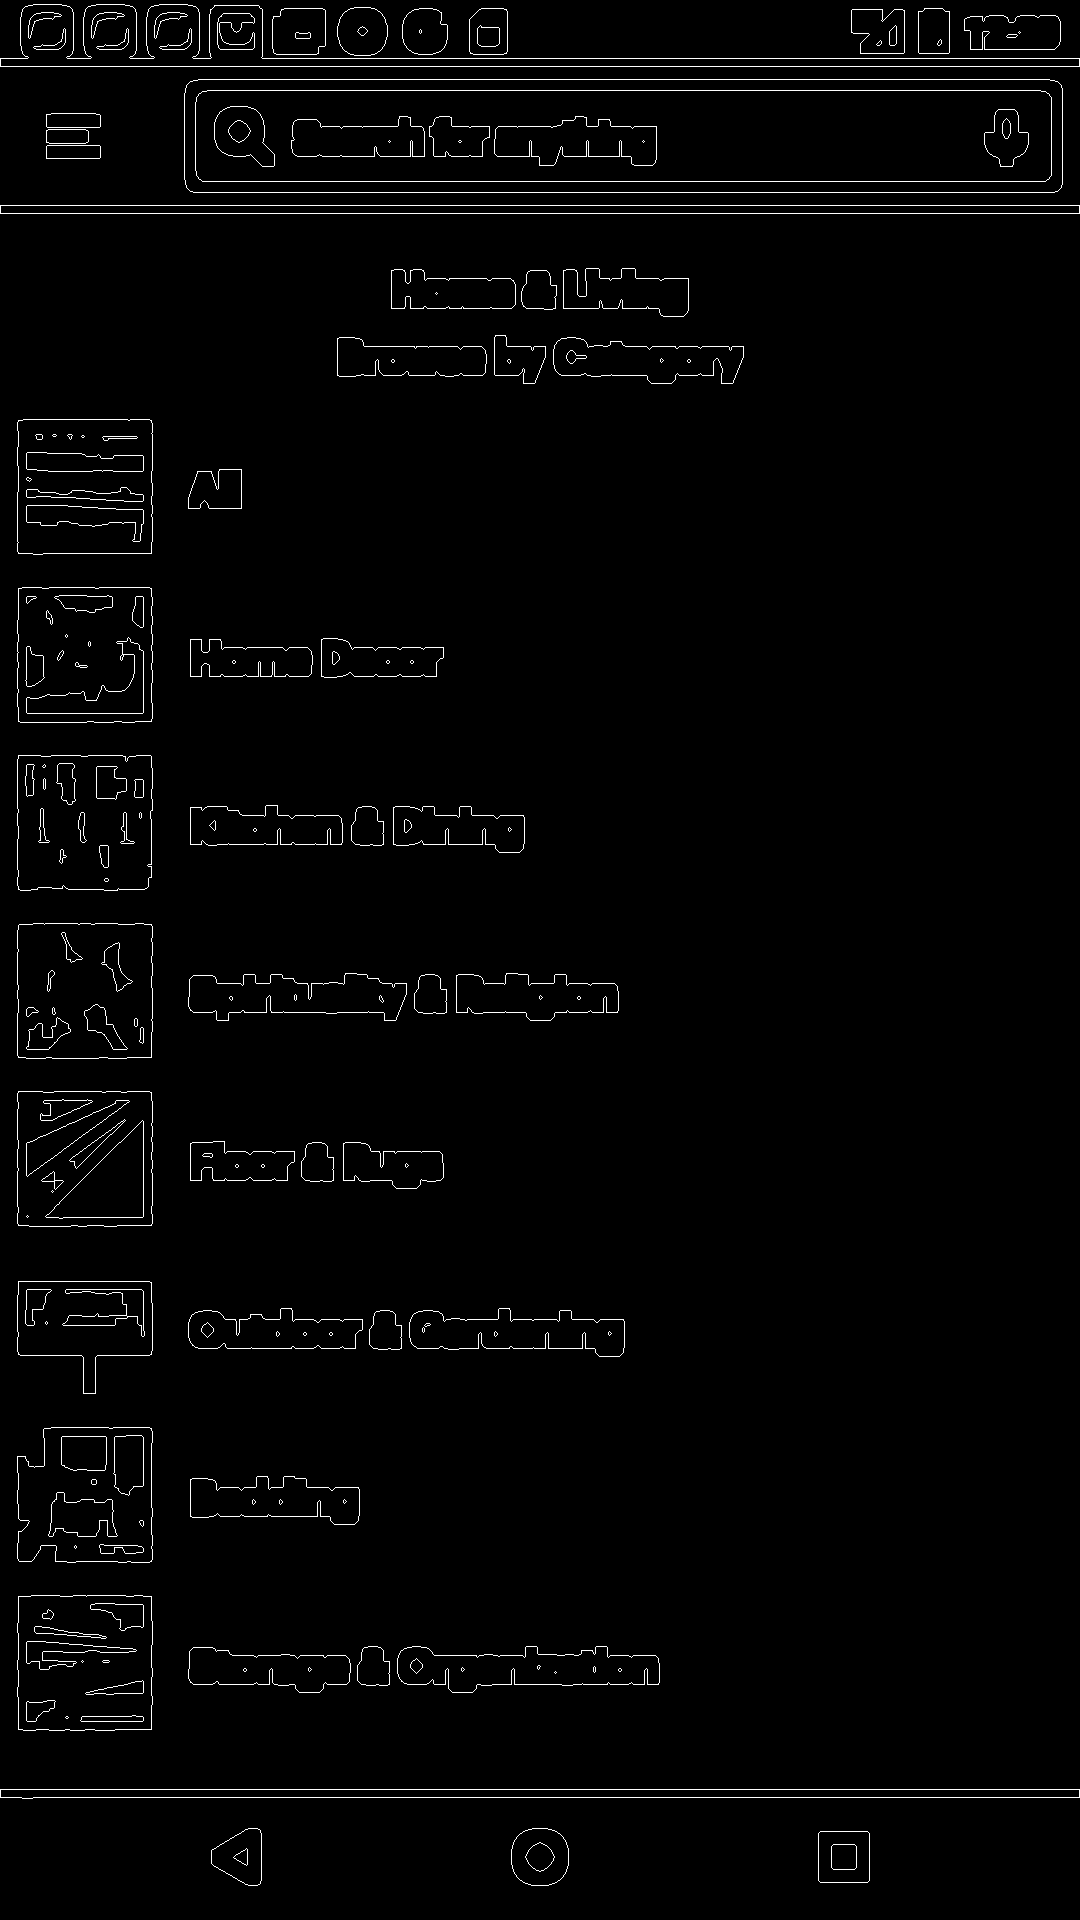 Search for anything
Home & Living
Browse by Category
All
Home Decor
Kitchen & Dining
Spirituality & Religion
Floor & Rugs
Outdoor & Gardening
Bedding
Storage & Organization